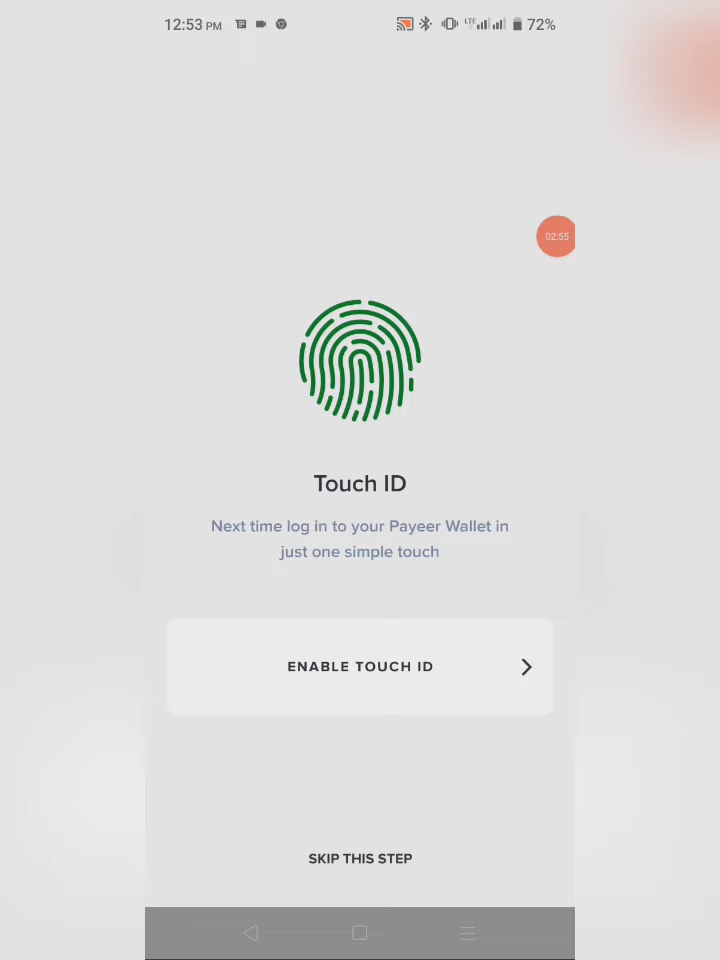 12:53 PM
LTE
72%
02:55
Touch ID
Next time log in to your Payeer Wallet in
just one simple touch
ENABLE TOUCH ID
SKIP THIS STEP